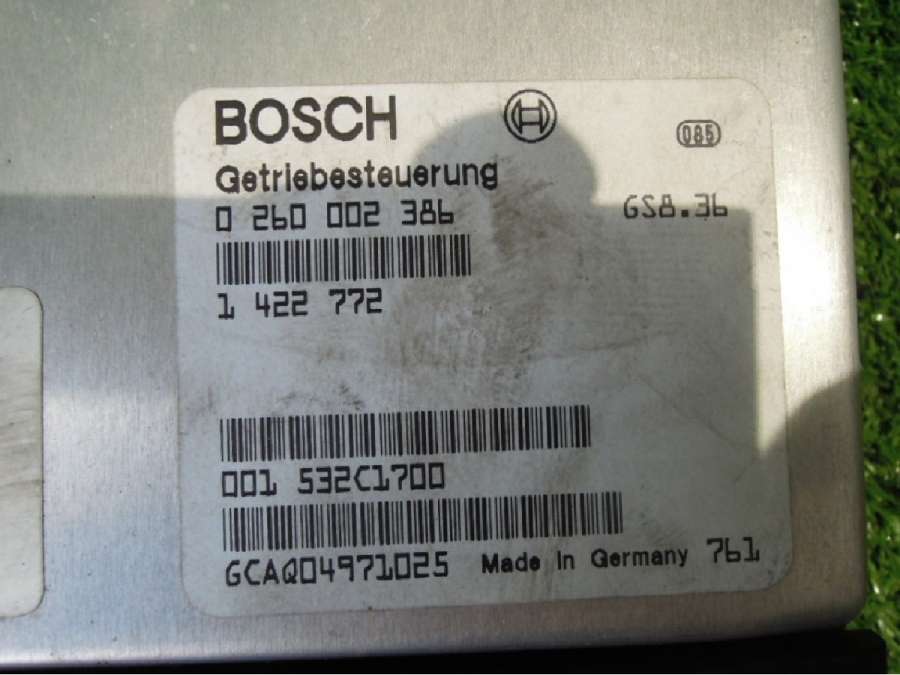 BOSCH
085
Getriebesteuerung
0 260 002 386
GS8.36
1 422 772
001 532C1700
GCAQ04971025 Made in Germany 761